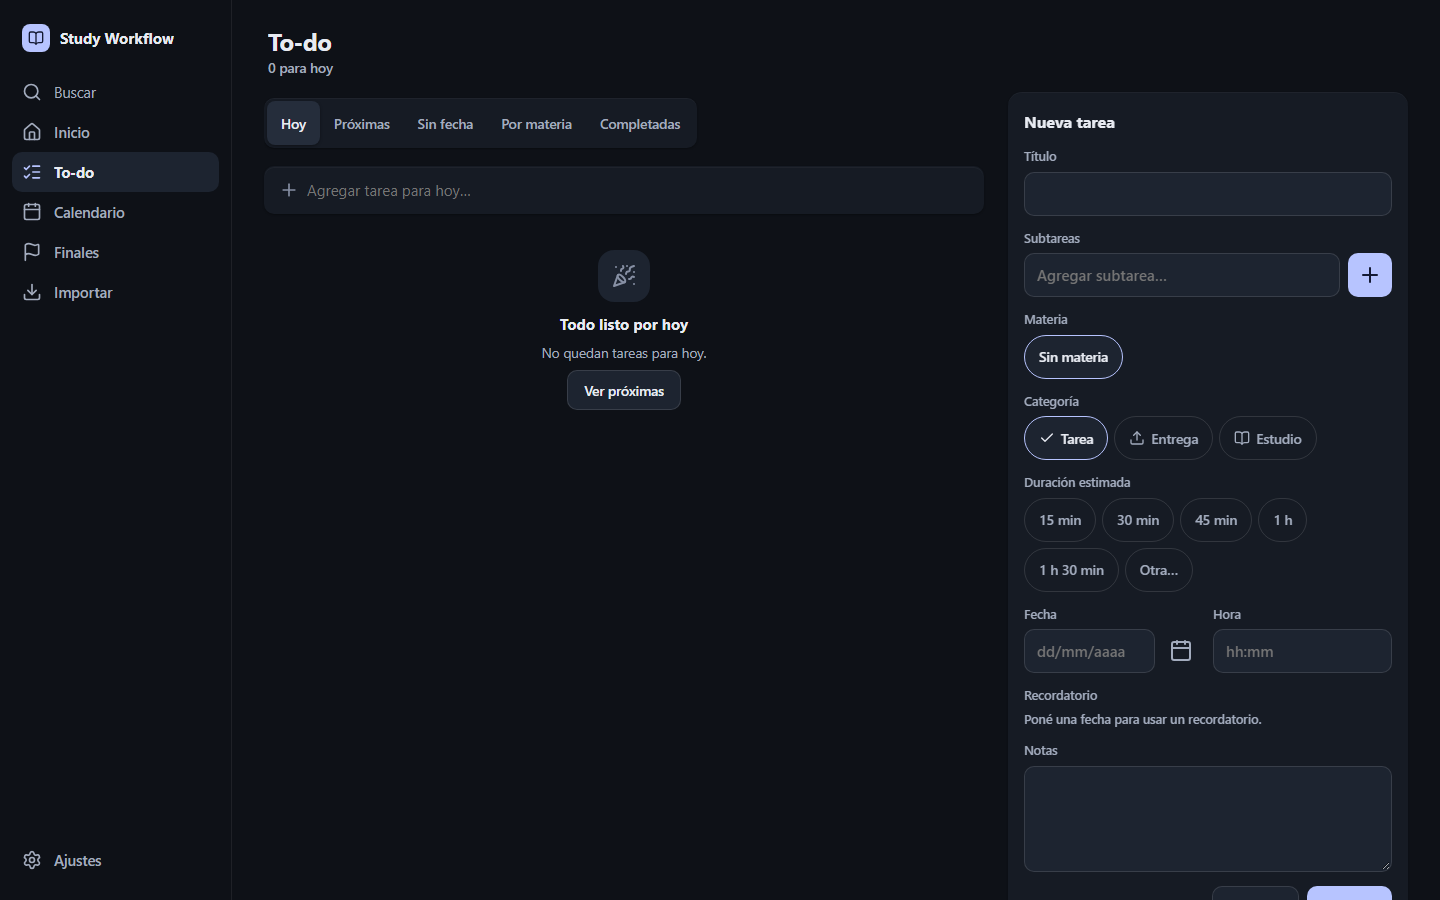 Study Workflow
Buscar
Inicio
To-do
Calendario
Finales
Importar
Ajustes
To-do
0 para hoy
Hoy
Próximas
Sin fecha
Por materia
Completadas
Agregar tarea para hoy...
Todo listo por hoy
No quedan tareas para hoy.
Ver próximas
Nueva tarea
Título
Subtareas
Agregar subtarea...
Materia
Sin materia
Categoría
Tarea
Entrega
Estudio
Duración estimada
15 min
30 min
45 min
1 h
1 h 30 min
Otra...
Fecha
Hora
dd/mm/aaaa
hh:mm
Recordatorio
Poné una fecha para usar un recordatorio.
Notas